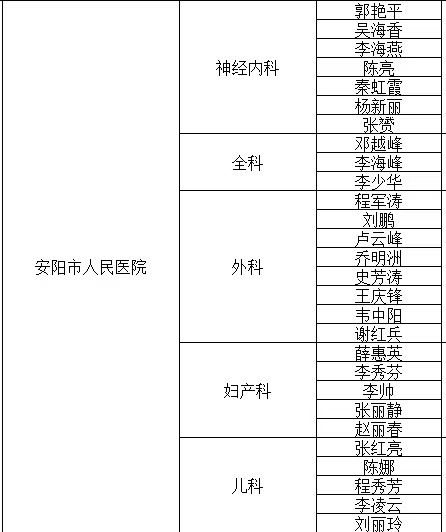 安阳市人民医院
神经内科
郭艳平
吴海香
李海燕
陈亮
秦虹霞
杨新丽
张赟
全科
邓越峰
李海峰
李少华
外科
程军涛
刘鹏
卢云峰
乔明洲
史芳涛
王庆锋
韦中阳
谢红兵
妇产科
薛惠英
李秀芬
李帅
张丽静
赵丽春
儿科
张红亮
陈娜
程秀芳
李凌云
刘丽玲